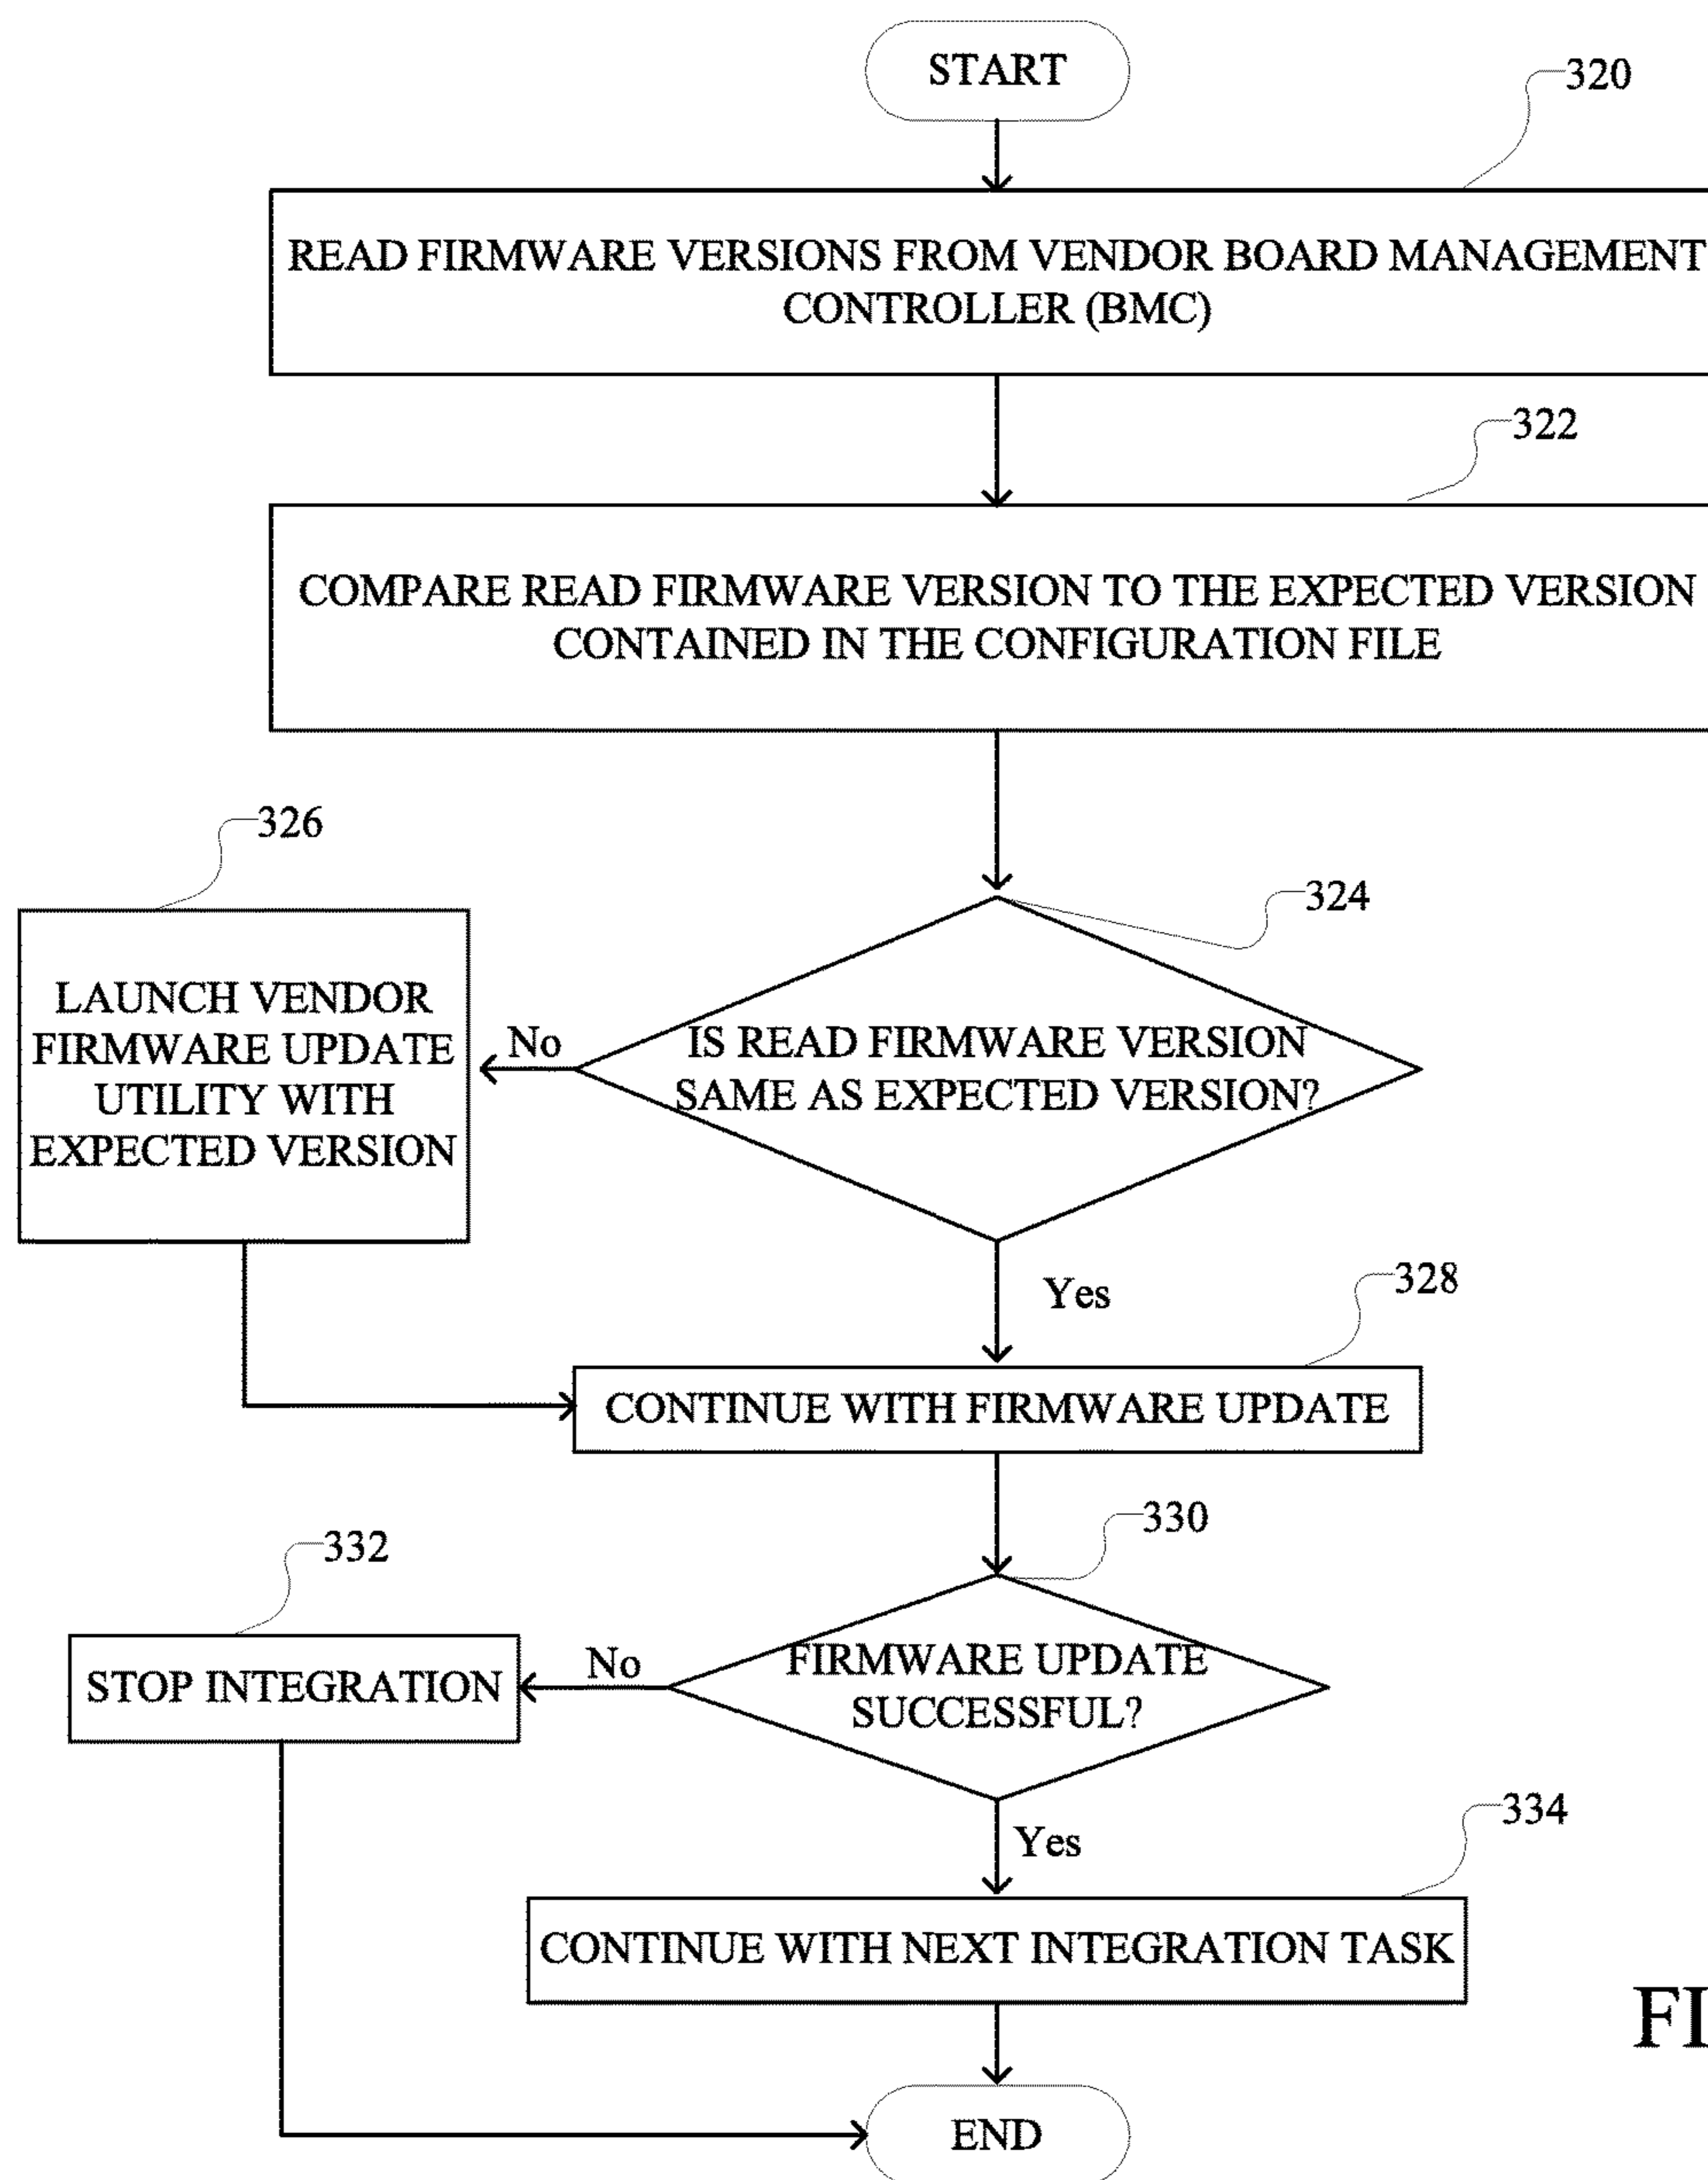 START
320
READ FIRMWARE VERSIONS FROM VENDOR BOARD MANAGEMENT
CONTROLLER (BMC)
322
COMPARE READ FIRMWARE VERSION TO THE EXPECTED VERSION
CONTAINED IN THE CONFIGURATION FILE
326
324
LAUNCH VENDOR
FIRMWARE UPDATE
UTILITY WITH
EXPECTED VERSION
No
IS READ FIRMWARE VERSION
SAME AS EXPECTED VERSION?
Yes
328
CONTINUE WITH FIRMWARE UPDATE
330
332
STOP INTEGRATION
No
FIRMWARE UPDATE
SUCCESSFUL?
Yes
334
CONTINUE WITH NEXT INTEGRATION TASK
FI
END